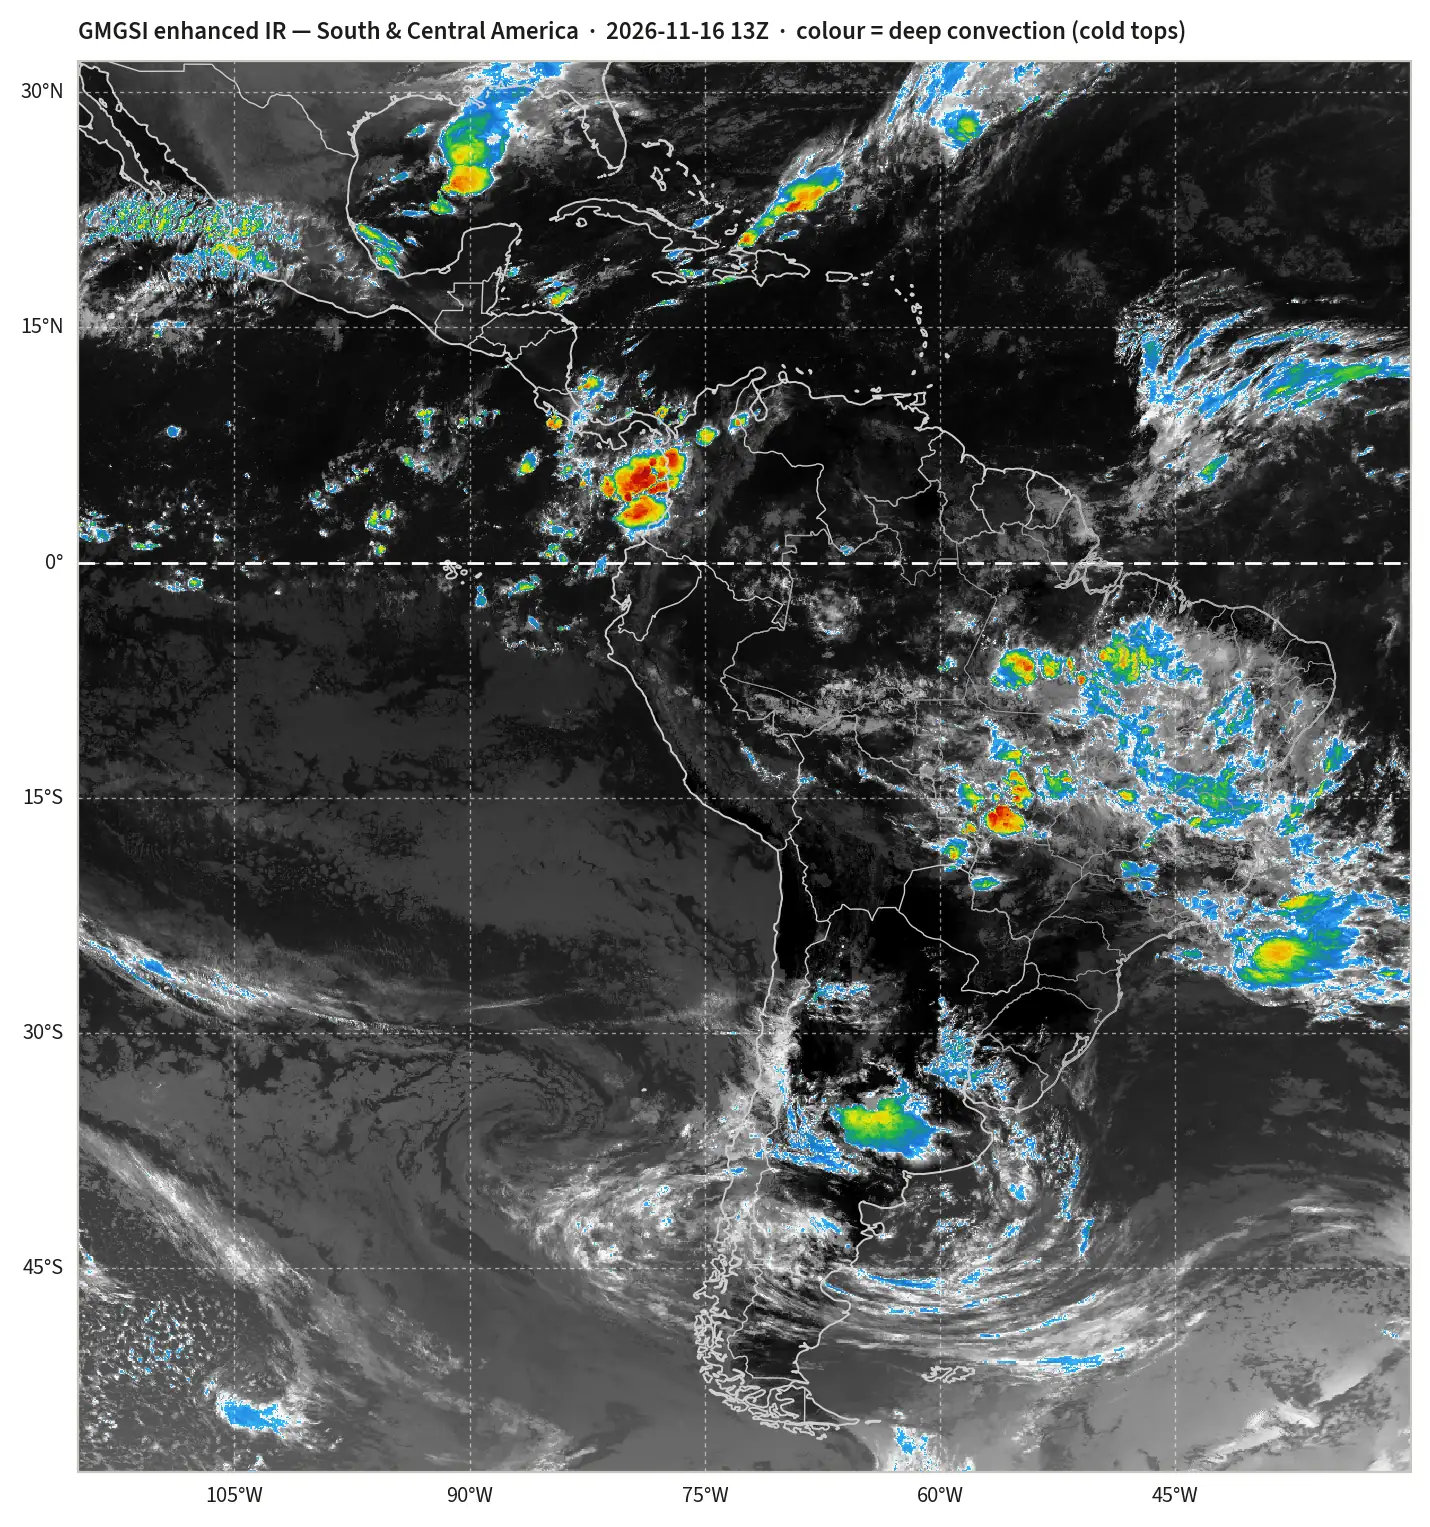 GMGSI enhanced IR — South & Central America · 2026-11-16 13Z · colour = deep convection (cold tops)
30°N
15°N
0°
15°S
30°S
45°S
105°W 90°W 75°W 60°W 45°W